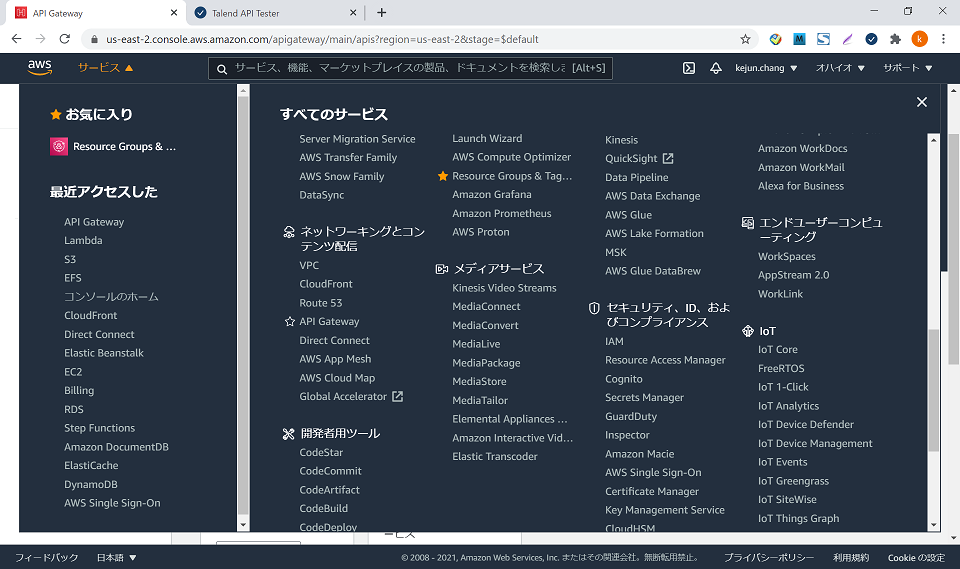 API Gateway
Talend API Tester
us-east-2.console.aws.amazon.com/apigateway/main/apis?region=us-east-2&stage=$default
k
aws
サービス
サービス、機能、マーケットプレイスの製品、ドキュメントを検索しま [Alt+S]
kejun.chang
オハイオ
サポート
お気に入り
Resource Groups & ...
最近アクセスした
API Gateway
Lambda
S3
EFS
コンソールのホーム
CloudFront
Direct Connect
Elastic Beanstalk
EC2
Billing
RDS
Step Functions
Amazon DocumentDB
ElastiCache
DynamoDB
AWS Single Sign-On
すべてのサービス
Server Migration Service
AWS Transfer Family
AWS Snow Family
DataSync
ネットワーキングとコン
テンツ配信
VPC
CloudFront
Route 53
API Gateway
Direct Connect
AWS App Mesh
AWS Cloud Map
Global Accelerator
開発者用ツール
CodeStar
CodeCommit
CodeArtifact
CodeBuild
CodeDeploy
Launch Wizard
AWS Compute Optimizer
Resource Groups & Tag...
Amazon Grafana
Amazon Prometheus
AWS Proton
メディアサービス
Kinesis Video Streams
MediaConnect
MediaConvert
MediaLive
MediaPackage
MediaStore
MediaTailor
Elemental Appliances ...
Amazon Interactive Vid...
Elastic Transcoder
Kinesis
QuickSight
Data Pipeline
AWS Data Exchange
AWS Glue
AWS Lake Formation
MSK
AWS Glue DataBrew
セキュリティ、ID、およ
びコンプライアンス
IAM
Resource Access Manager
Cognito
Secrets Manager
GuardDuty
Inspector
Amazon Macie
AWS Single Sign-On
Certificate Manager
Key Management Service
CloudHSM
Amazon WorkDocs
Amazon WorkMail
Alexa for Business
エンドユーザーコンピュ
ーティング
WorkSpaces
AppStream 2.0
WorkLink
IoT
IoT Core
FreeRTOS
IoT 1-Click
IoT Analytics
IoT Device Defender
IoT Device Management
IoT Events
IoT Greengrass
IoT SiteWise
IoT Things Graph
フィードバック
日本語
© 2008 - 2021, Amazon Web Services, Inc. またはその関連会社。無断転用禁止。
プライバシーポリシー
利用規約
Cookie の設定